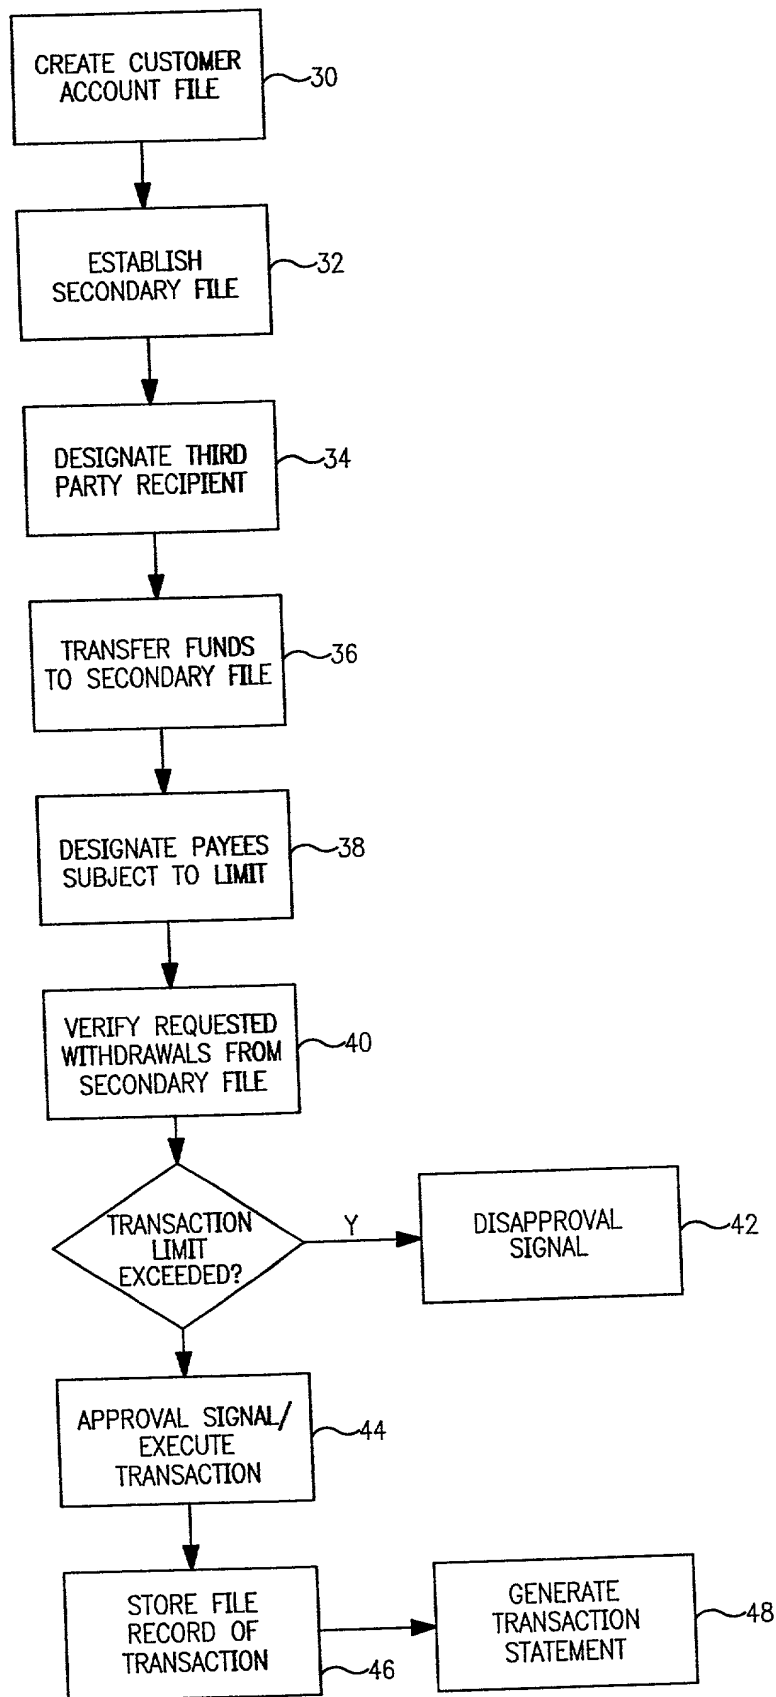 CREATE CUSTOMER
ACCOUNT FILE
30
ESTABLISH
SECONDARY FILE
32
DESIGNATE THIRD
PARTY RECIPIENT
34
TRANSFER FUNDS
TO SECONDARY FILE
36
DESIGNATE PAYEES
SUBJECT TO LIMIT
38
VERIFY REQUESTED
WITHDRAWALS FROM
SECONDARY FILE
40
TRANSACTION
LIMIT
EXCEEDED?
Y
DISAPPROVAL
SIGNAL
42
APPROVAL SIGNAL/
EXECUTE
TRANSACTION
44
STORE FILE
RECORD OF
TRANSACTION
46
GENERATE
TRANSACTION
STATEMENT
48